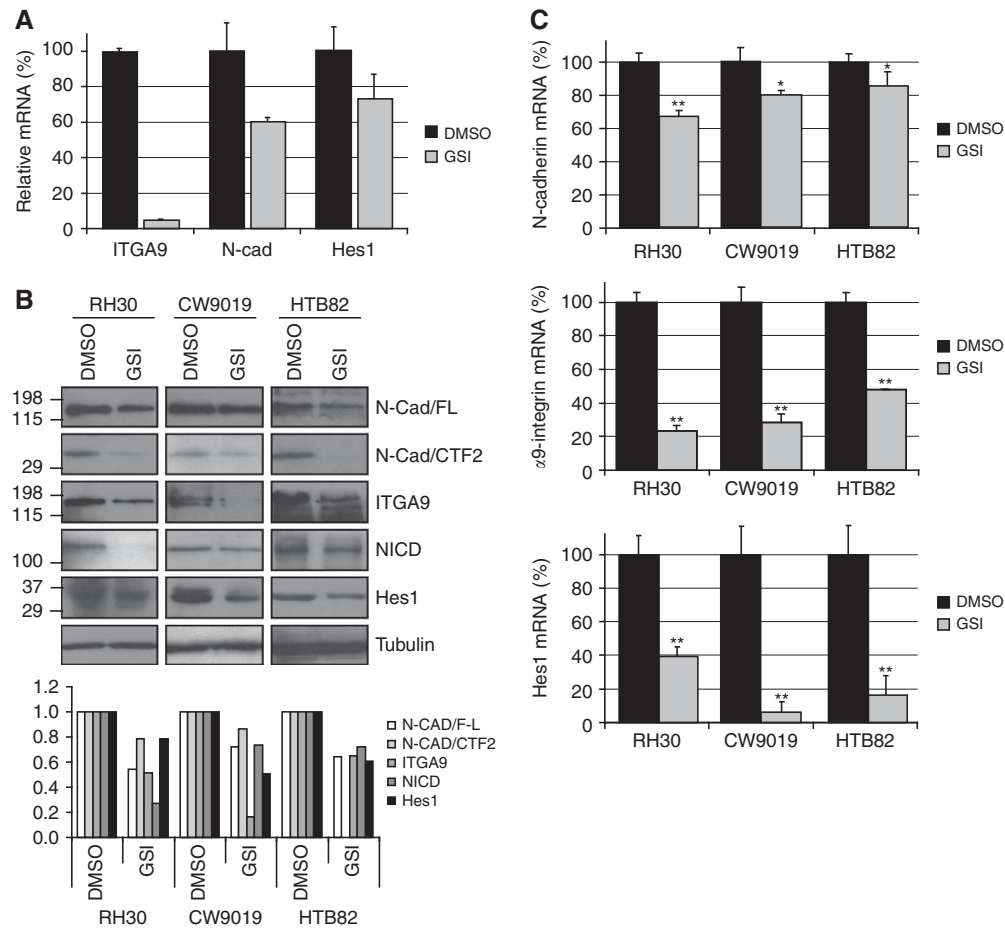 A
Relative mRNA (%)
100
80
60
40
20
0
ITGA9 N-cad Hes1
DMSO
GSI
B
RH30 CW9019 HTB82
DMSO GSI DMSO GSI DMSO GSI
198
115
N-Cad/FL
29
N-Cad/CTF2
198
115
ITGA9
100
NICD
37
29
Hes1
Tubulin
1.2
1.0
0.8
0.6
0.4
0.2
0.0
N-CAD/F-L
N-CAD/CTF2
ITGA9
NICD
Hes1
DMSO GSI DMSO GSI DMSO GSI
RH30 CW9019 HTB82
C
N-cadherin mRNA (%)
100
80
60
40
20
0
** * *
RH30 CW9019 HTB82
DMSO
GSI
α9-integrin mRNA (%)
100
80
60
40
20
0
** ** **
RH30 CW9019 HTB82
DMSO
GSI
Hes1 mRNA (%)
100
80
60
40
20
0
** ** **
RH30 CW9019 HTB82
DMSO
GSI